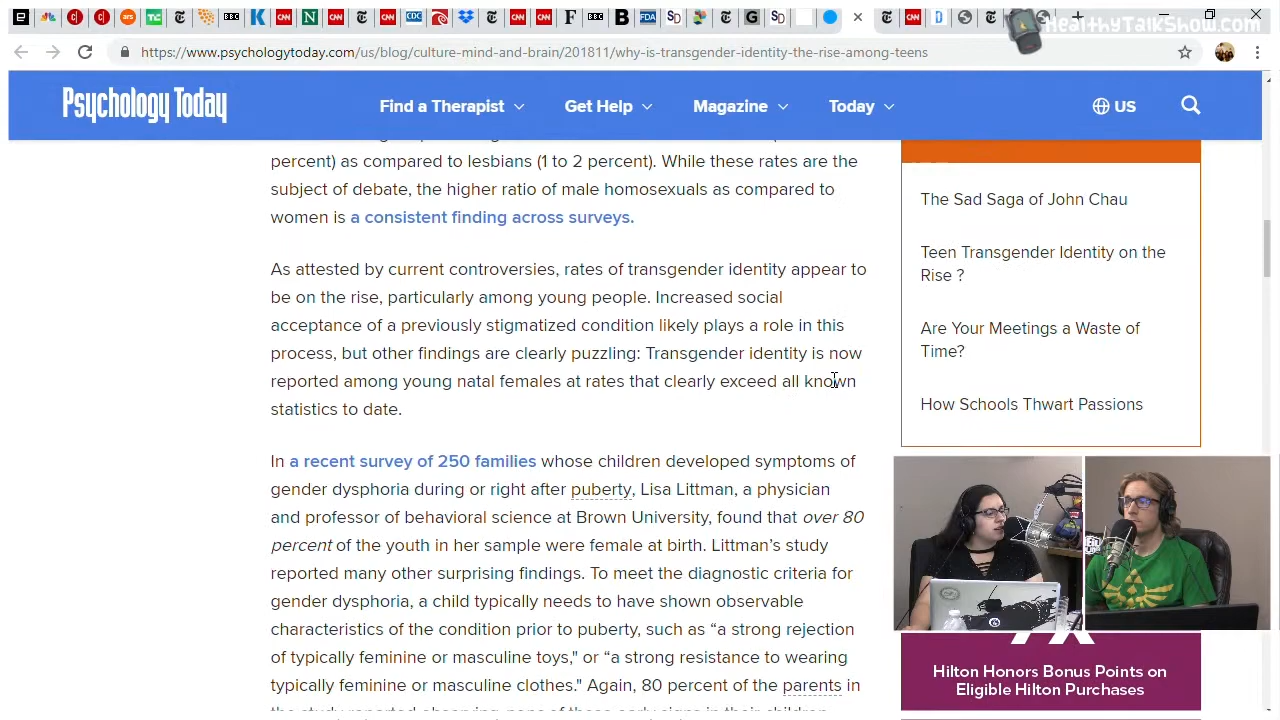 HealthyTalkShow.com
https://www.psychologytoday.com/us/blog/culture-mind-and-brain/201811/why-is-transgender-identity-the-rise-among-teens
Psychology Today
Find a Therapist
Get Help
Magazine
Today
US
percent) as compared to lesbians (1 to 2 percent). While these rates are the
subject of debate, the higher ratio of male homosexuals as compared to
women is a consistent finding across surveys.
As attested by current controversies, rates of transgender identity appear to
be on the rise, particularly among young people. Increased social
acceptance of a previously stigmatized condition likely plays a role in this
process, but other findings are clearly puzzling: Transgender identity is now
reported among young natal females at rates that clearly exceed all known
statistics to date.
In a recent survey of 250 families whose children developed symptoms of
gender dysphoria during or right after puberty, Lisa Littman, a physician
and professor of behavioral science at Brown University, found that over 80
percent of the youth in her sample were female at birth. Littman’s study
reported many other surprising findings. To meet the diagnostic criteria for
gender dysphoria, a child typically needs to have shown observable
characteristics of the condition prior to puberty, such as “a strong rejection
of typically feminine or masculine toys," or “a strong resistance to wearing
typically feminine or masculine clothes." Again, 80 percent of the parents in
The Sad Saga of John Chau
Teen Transgender Identity on the
Rise ?
Are Your Meetings a Waste of
Time?
How Schools Thwart Passions
Hilton Honors Bonus Points on
Eligible Hilton Purchases